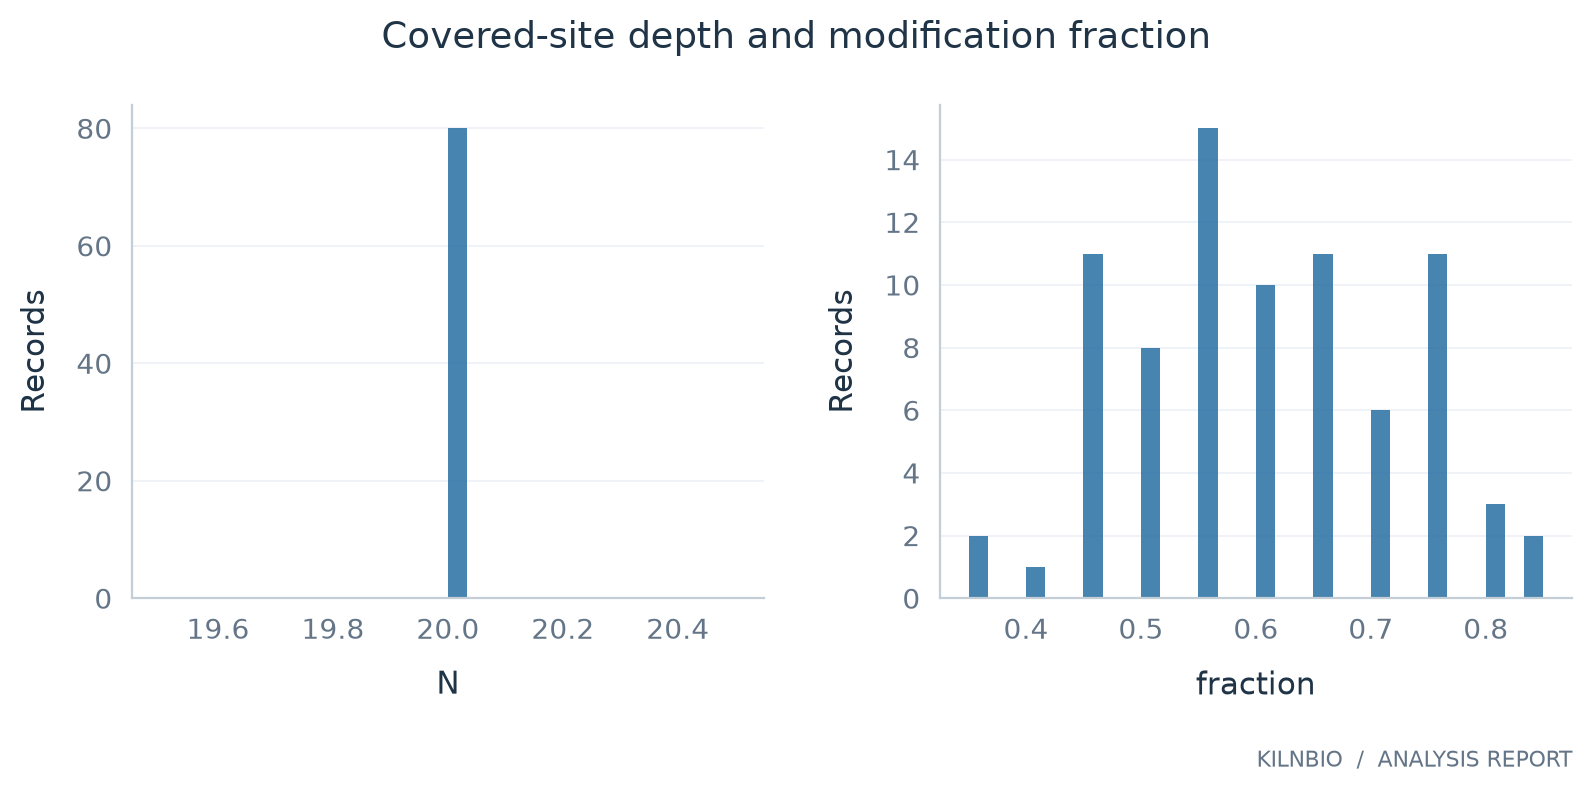 Covered-site depth and modification fraction
Records
80
60
40
20
0
19.6 19.8 20.0 20.2 20.4
N
Records
14
12
10
8
6
4
2
0
0.4 0.5 0.6 0.7 0.8
fraction
KILNBIO / ANALYSIS REPORT